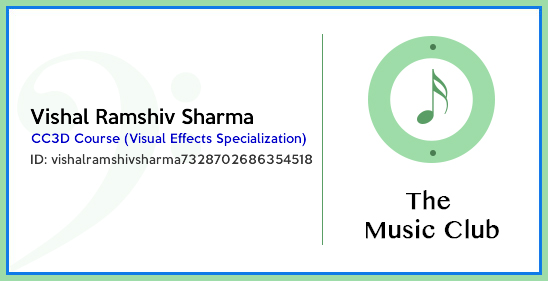 Vishal Ramshiv Sharma
CC3D Course (Visual Effects Specialization)
ID: vishalramshivsharma7328702686354518
The
Music Club